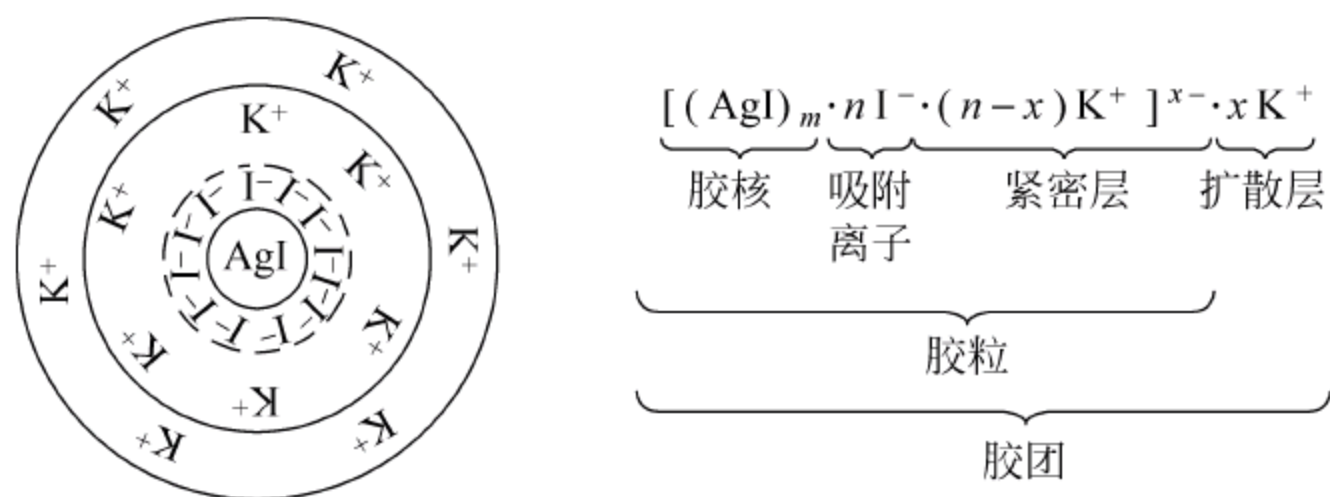 K⁺
K⁺
K⁺
K⁺
K⁺
I⁻ I⁻ I⁻ I⁻ I⁻ I⁻ I⁻ I⁻ I⁻ I⁻ I⁻ I⁻
AgI
K⁺
K⁺
K⁺
K⁺
K⁺
K⁺
K⁺
[(AgI)ₘ·nI⁻·(n−x)K⁺]ˣ⁻·xK⁺
胶核 吸附 紧密层 扩散层
离子
胶粒
胶团